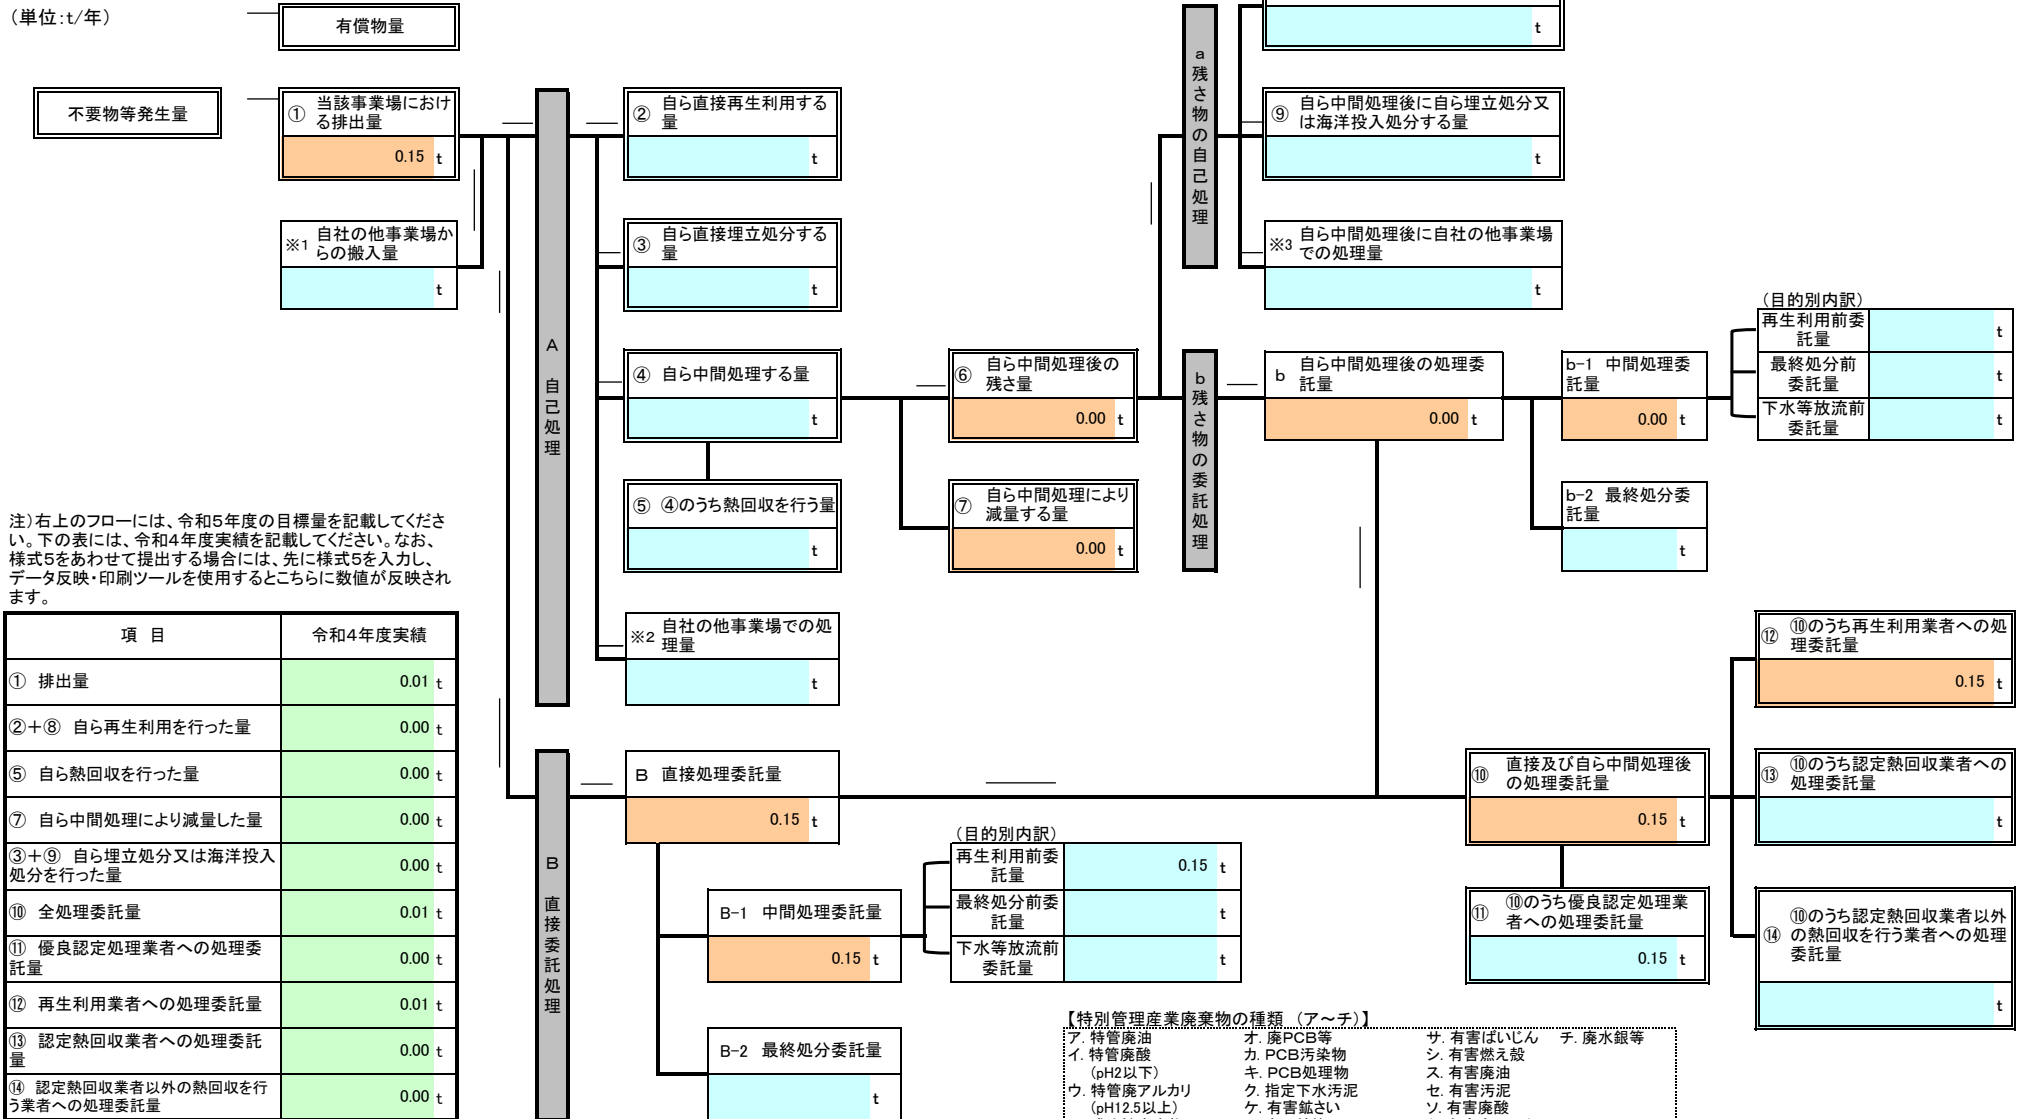 (単位:t/年)
有償物量
t
不要物等発生量
① 当該事業場におけ
る排出量
0.15 t
※1 自社の他事業場か
らの搬入量
t
A 自己処理
② 自ら直接再生利用する
量
t
③ 自ら直接埋立処分する
量
t
④ 自ら中間処理する量
t
⑤ ④のうち熱回収を行う量
t
※2 自社の他事業場での処
理量
t
⑥ 自ら中間処理後の
残さ量
0.00 t
⑦ 自ら中間処理により
減量する量
0.00 t
a 残さ物の自己処理
⑨ 自ら中間処理後に自ら埋立処分又
は海洋投入処分する量
t
※3 自ら中間処理後に自社の他事業場
での処理量
t
b 残さ物の委託処理
b 自ら中間処理後の処理委
託量
0.00 t
b-1 中間処理委
託量
0.00 t
(目的別内訳)
再生利用前委
託量
t
最終処分前
委託量
t
下水等放流前
委託量
t
b-2 最終処分委
託量
t
注)右上のフローには、令和5年度の目標量を記載してくださ
い。下の表には、令和4年度実績を記載してください。なお、
様式5をあわせて提出する場合には、先に様式5を入力し、
データ反映・印刷ツールを使用するとこちらに数値が反映され
ます。
項 目 令和4年度実績
① 排出量 0.01 t
②+⑧ 自ら再生利用を行った量 0.00 t
⑤ 自ら熱回収を行った量 0.00 t
⑦ 自ら中間処理により減量した量 0.00 t
③+⑨ 自ら埋立処分又は海洋投入
処分を行った量 0.00 t
⑩ 全処理委託量 0.01 t
⑪ 優良認定処理業者への処理委
託量 0.00 t
⑫ 再生利用業者への処理委託量 0.01 t
⑬ 認定熱回収業者への処理委託
量 0.00 t
⑭ 認定熱回収業者以外の熱回収を行
う業者への処理委託量 0.00 t
B 直接委託処理
B 直接処理委託量
0.15 t
B-1 中間処理委託量
0.15 t
(目的別内訳)
再生利用前委
託量
0.15 t
最終処分前委
託量
t
下水等放流前
委託量
t
B-2 最終処分委託量
t
⑩ 直接及び自ら中間処理後
の処理委託量
0.15 t
⑪ ⑩のうち優良認定処理業
者への処理委託量
0.15 t
⑫ ⑩のうち再生利用業者への処
理委託量
0.15 t
⑬ ⑩のうち認定熱回収業者への
処理委託量
t
⑭ ⑩のうち認定熱回収業者以外
の熱回収を行う業者への処理
委託量
t
【特別管理産業廃棄物の種類 (ア~チ)】
ア. 特管廃油 オ. 廃PCB等 サ. 有害ばいじん チ. 廃水銀等
イ. 特管廃酸 カ. PCB汚染物 シ. 有害燃え殻
(pH2以下) キ. PCB処理物 ス. 有害廃油
ウ. 特管廃アルカリ ク. 指定下水汚泥 セ. 有害汚泥
(pH12.5以上) ケ. 有害鉱さい ソ. 有害廃酸